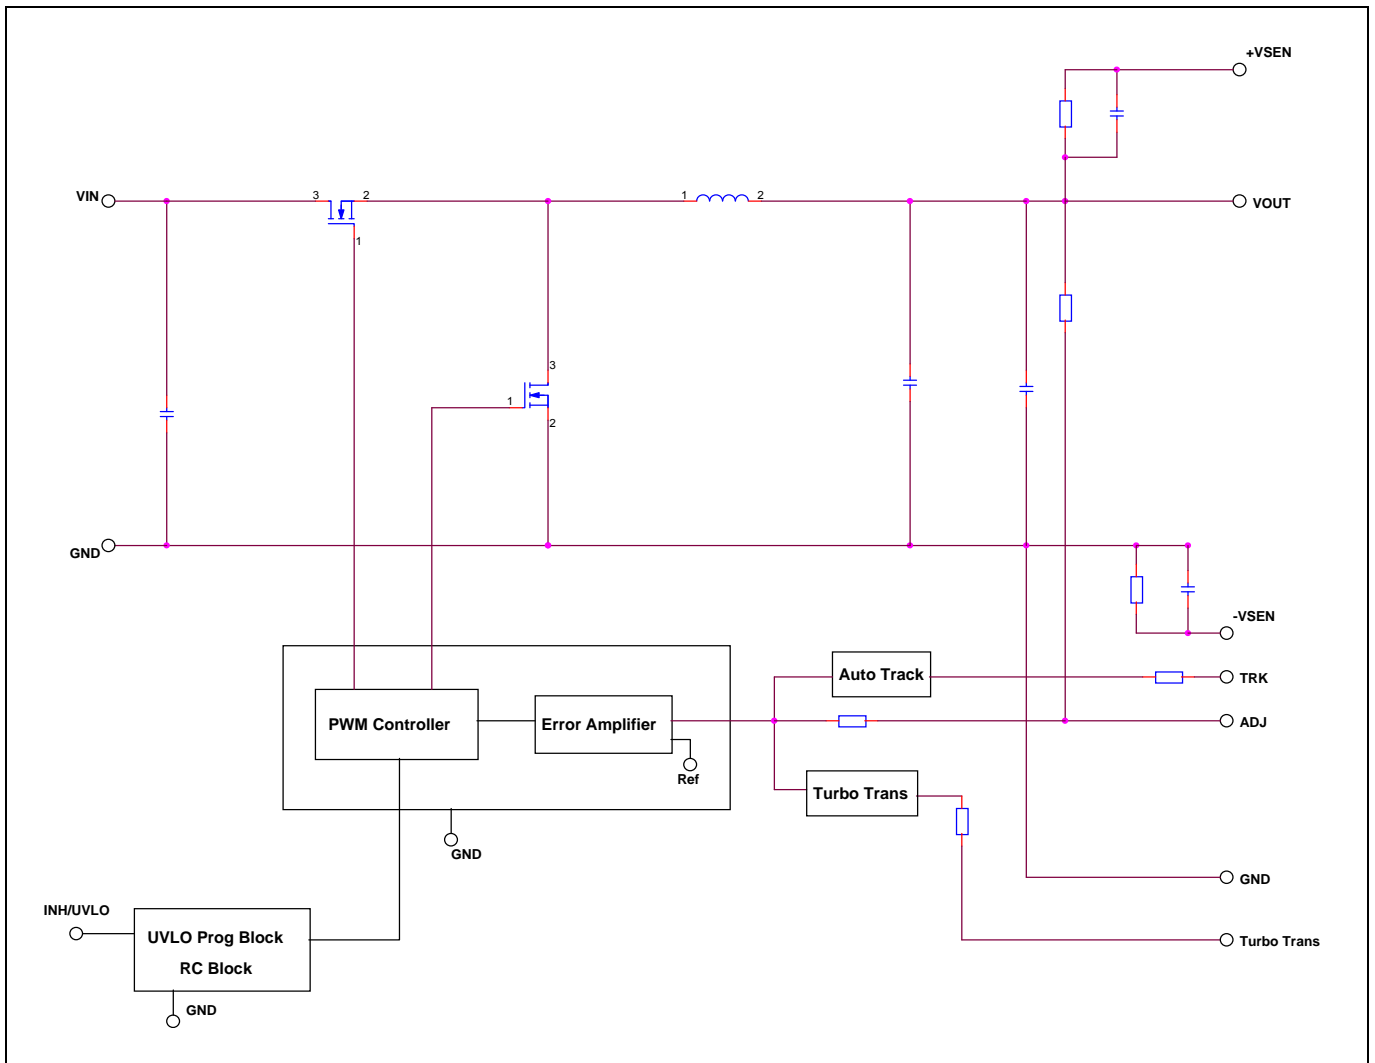 +VSEN
VIN
3
2
1
2
VOUT
1
3
1
2
GND
-VSEN
Auto Track
TRK
PWM Controller
Error Amplifier
ADJ
Ref
Turbo Trans
GND
GND
INH/UVLO
UVLO Prog Block
RC Block
Turbo Trans
GND